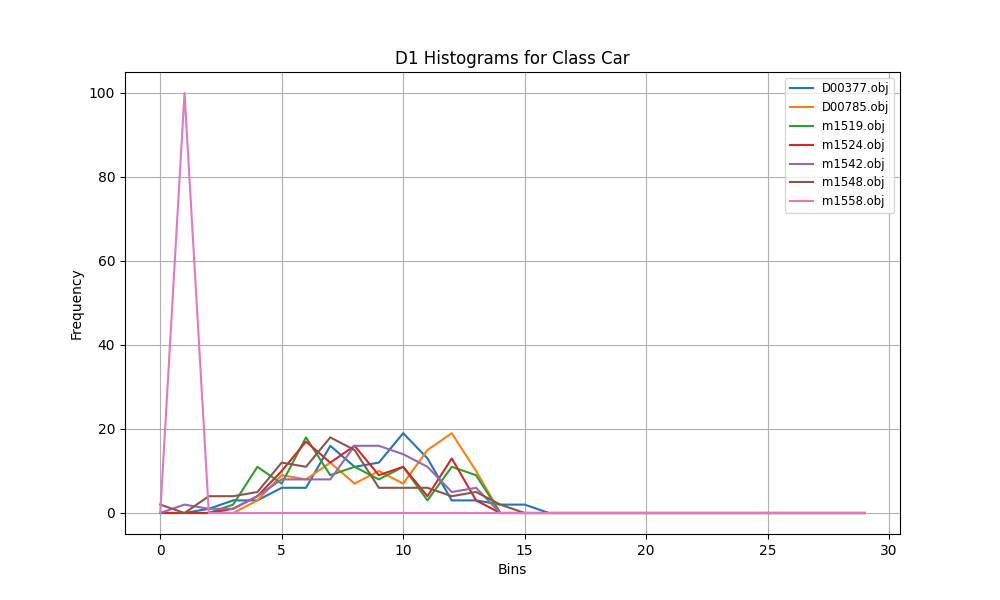 D1 Histograms for Class Car
100
80
60
40
20
0
Frequency
0 5 10 15 20 25 30
Bins
D00377.obj
D00785.obj
m1519.obj
m1524.obj
m1542.obj
m1548.obj
m1558.obj